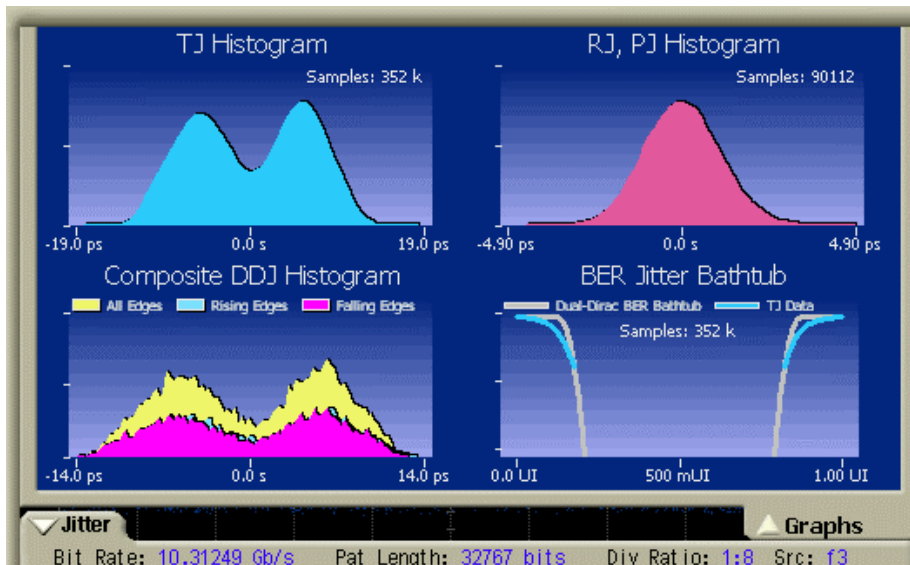 TJ Histogram
Samples: 352 k
-19.0 ps 0.0 s 19.0 ps
RJ, PJ Histogram
Samples: 90112
-4.90 ps 0.0 s 4.90 ps
Composite DDJ Histogram
All Edges Rising Edges Falling Edges
-14.0 ps 0.0 s 14.0 ps
BER Jitter Bathtub
Dual-Dirac BER Bathtub TJ Data
Samples: 352 k
0.0 UI 500 mUI 1.00 UI
Jitter
Graphs
Bit Rate: 10.31249 Gb/s Pat Length: 32767 bits Div Ratio: 1:8 Src: f3